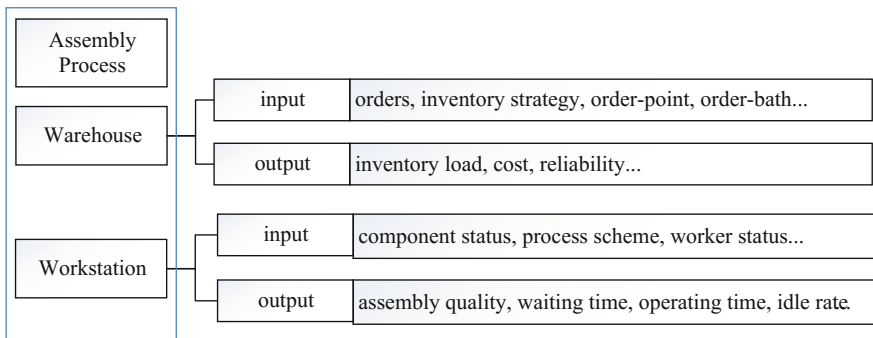 Assembly
Process
Warehouse
input
orders, inventory strategy, order-point, order-bath...
output
inventory load, cost, reliability...
Workstation
input
component status, process scheme, worker status...
output
assembly quality, waiting time, operating time, idle rate..